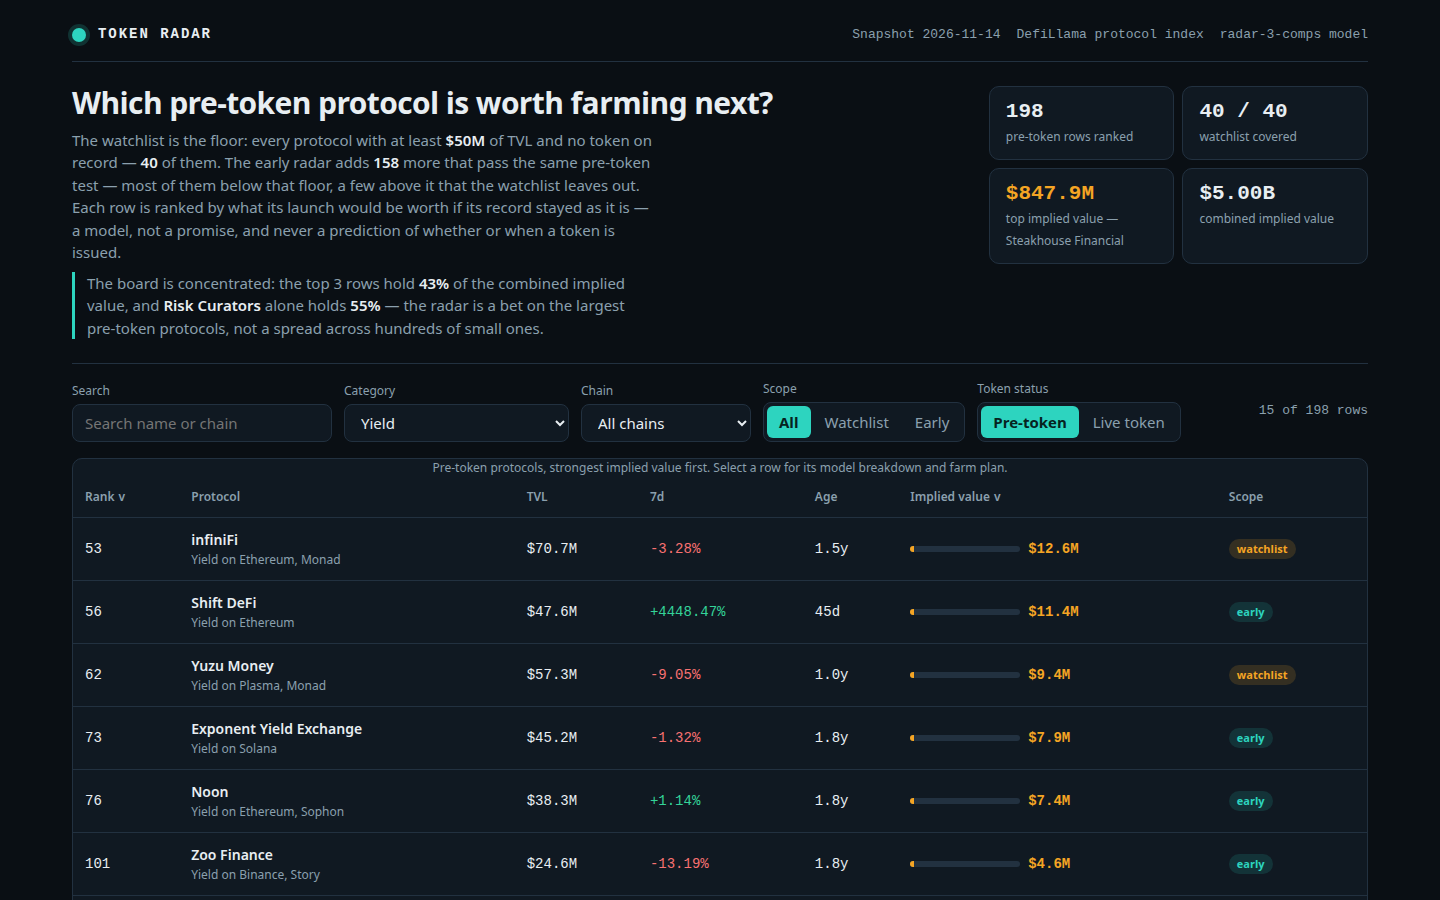 TOKEN RADAR
Snapshot 2026-11-14 DefiLlama protocol index radar-3-comps model
Which pre-token protocol is worth farming next?
The watchlist is the floor: every protocol with at least $50M of TVL and no token on
record — 40 of them. The early radar adds 158 more that pass the same pre-token
test — most of them below that floor, a few above it that the watchlist leaves out.
Each row is ranked by what its launch would be worth if its record stayed as it is —
a model, not a promise, and never a prediction of whether or when a token is
issued.
The board is concentrated: the top 3 rows hold 43% of the combined implied
value, and Risk Curators alone holds 55% — the radar is a bet on the largest
pre-token protocols, not a spread across hundreds of small ones.
198
pre-token rows ranked
40 / 40
watchlist covered
$847.9M
top implied value —
Steakhouse Financial
$5.00B
combined implied value
Search
Search name or chain
Category
Yield
Chain
All chains
Scope
All Watchlist Early
Token status
Pre-token Live token
15 of 198 rows
Pre-token protocols, strongest implied value first. Select a row for its model breakdown and farm plan.
Rank v Protocol TVL 7d Age Implied value v Scope
53 infiniFi $70.7M -3.28% 1.5y $12.6M watchlist
Yield on Ethereum, Monad
56 Shift DeFi $47.6M +4448.47% 45d $11.4M early
Yield on Ethereum
62 Yuzu Money $57.3M -9.05% 1.0y $9.4M watchlist
Yield on Plasma, Monad
73 Exponent Yield Exchange $45.2M -1.32% 1.8y $7.9M early
Yield on Solana
76 Noon $38.3M +1.14% 1.8y $7.4M early
Yield on Ethereum, Sophon
101 Zoo Finance $24.6M -13.19% 1.8y $4.6M early
Yield on Binance, Story